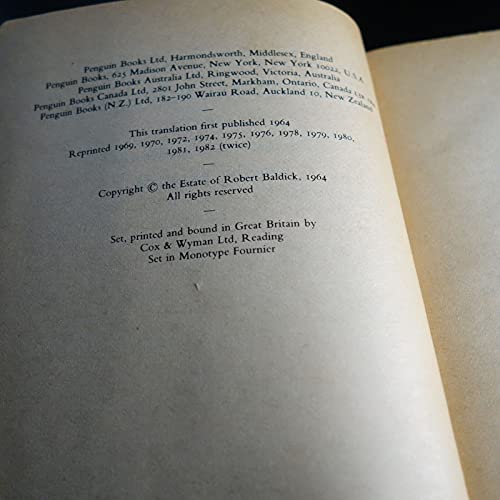 Penguin Books Ltd, Harmondsworth, Middlesex, England
Penguin Books, 625 Madison Avenue, New York, New York 10022, U.S.A.
Penguin Books Australia Ltd, Ringwood, Victoria, Australia
Penguin Books Canada Ltd, 2801 John Street, Markham, Ontario, Canada
Penguin Books (N.Z.) Ltd, 182–190 Wairau Road, Auckland 10, New Zealand
—
This translation first published 1964
Reprinted 1969, 1970, 1972, 1974, 1975, 1976, 1978, 1979, 1980,
1981, 1982 (twice)
—
Copyright © the Estate of Robert Baldick, 1964
All rights reserved
—
Set, printed and bound in Great Britain by
Cox & Wyman Ltd, Reading
Set in Monotype Fournier